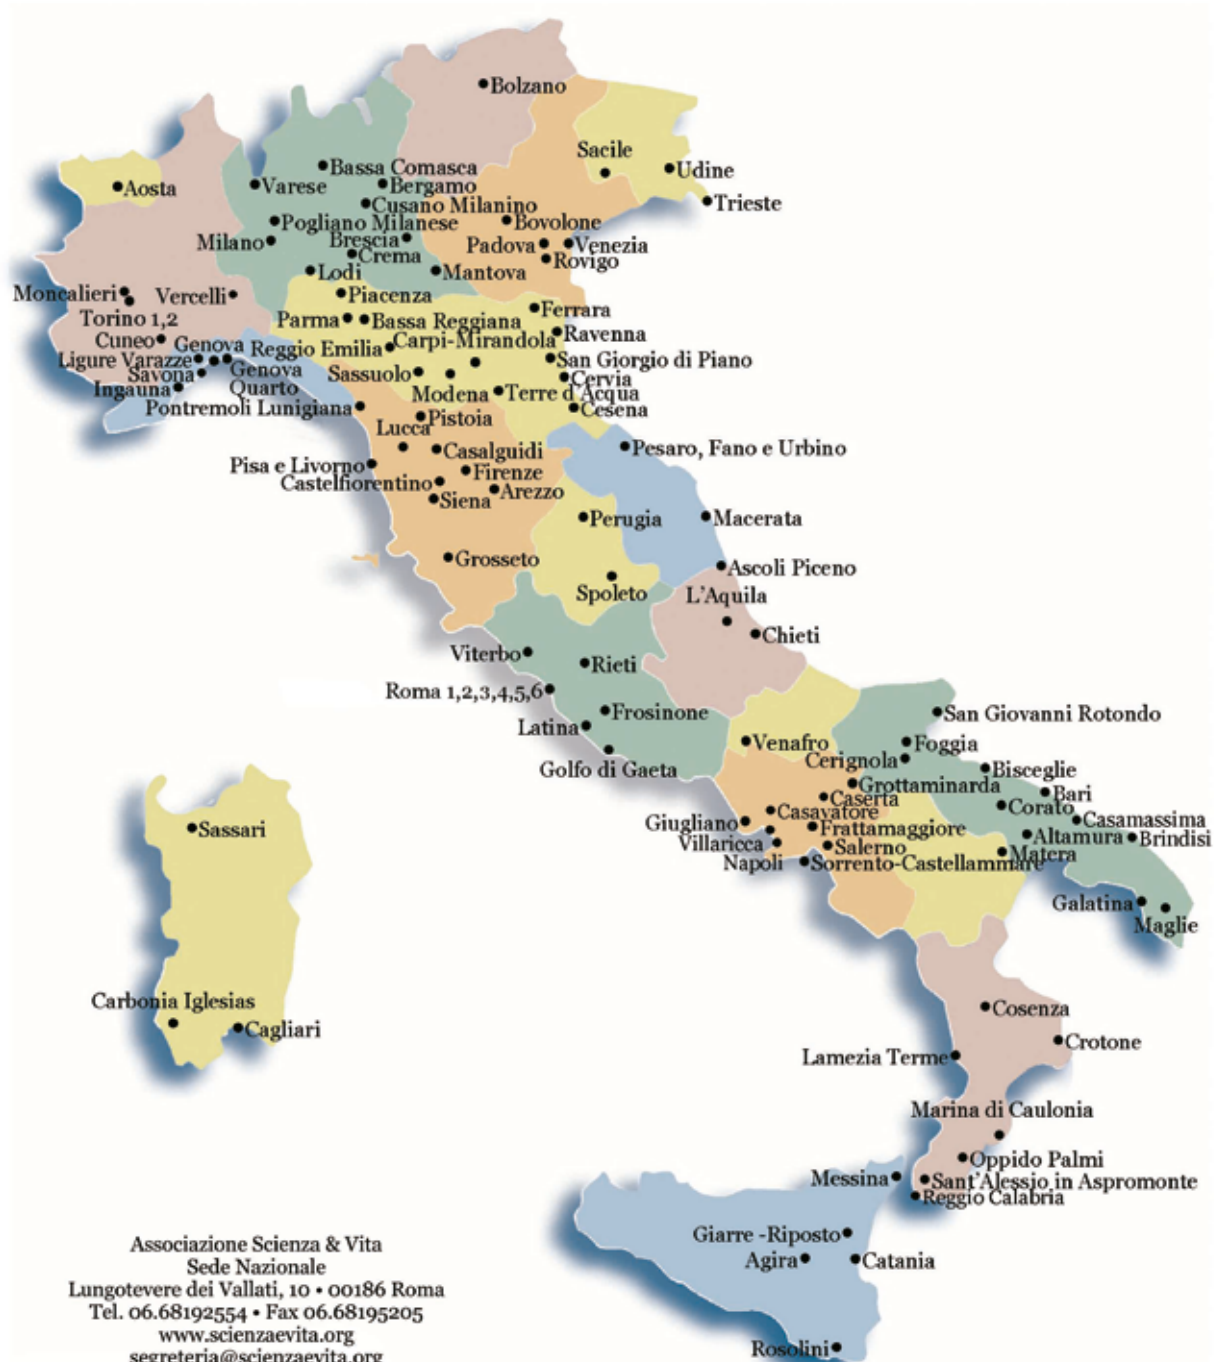 Bolzano
Sacile
Udine
Trieste
Aosta
Bassa Comasca
Varese
Bergamo
Cusano Milanino
Pogliano Milanese
Bovolone
Milano
Brescia
Padova
Venezia
Crema
Rovigo
Lodi
Mantova
Moncalieri
Vercelli
Piacenza
Torino 1,2
Parma
Bassa Reggiana
Ferrara
Ravenna
Cuneo
Genova
Reggio Emilia
Carpi-Mirandola
Ligure Varazze
San Giorgio di Piano
Savona
Genova
Quarto
Sassuolo
Cervia
Ingauna
Modena
Terre d'Acqua
Pontremoli Lunigiana
Cesena
Pistoia
Lucca
Casalguidi
Pesaro, Fano e Urbino
Pisa e Livorno
Firenze
Castelfiorentino
Arezzo
Siena
Perugia
Macerata
Grosseto
Ascoli Piceno
Spoleto
L'Aquila
Chieti
Viterbo
Rieti
Roma 1,2,3,4,5,6
Frosinone
San Giovanni Rotondo
Latina
Venafro
Foggia
Golfo di Gaeta
Cerignola
Bisceglie
Grottaminarda
Bari
Caserta
Corato
Casavatore
Casamassima
Giugliano
Frattamaggiore
Altamura
Brindisi
Villaricca
Salerno
Matera
Napoli
Sorrento-Castellammare
Sassari
Galatina
Maglie
Carbonia Iglesias
Cagliari
Cosenza
Crotone
Lamezia Terme
Marina di Caulonia
Oppido Palmi
Messina
Sant'Alessio in Aspromonte
Reggio Calabria
Giarre -Riposto
Agira
Catania
Rosolini
Associazione Scienza & Vita
Sede Nazionale
Lungotevere dei Vallati, 10 • 00186 Roma
Tel. 06.68192554 • Fax 06.68195205
www.scienzaevita.org
segreteria@scienzaevita.org